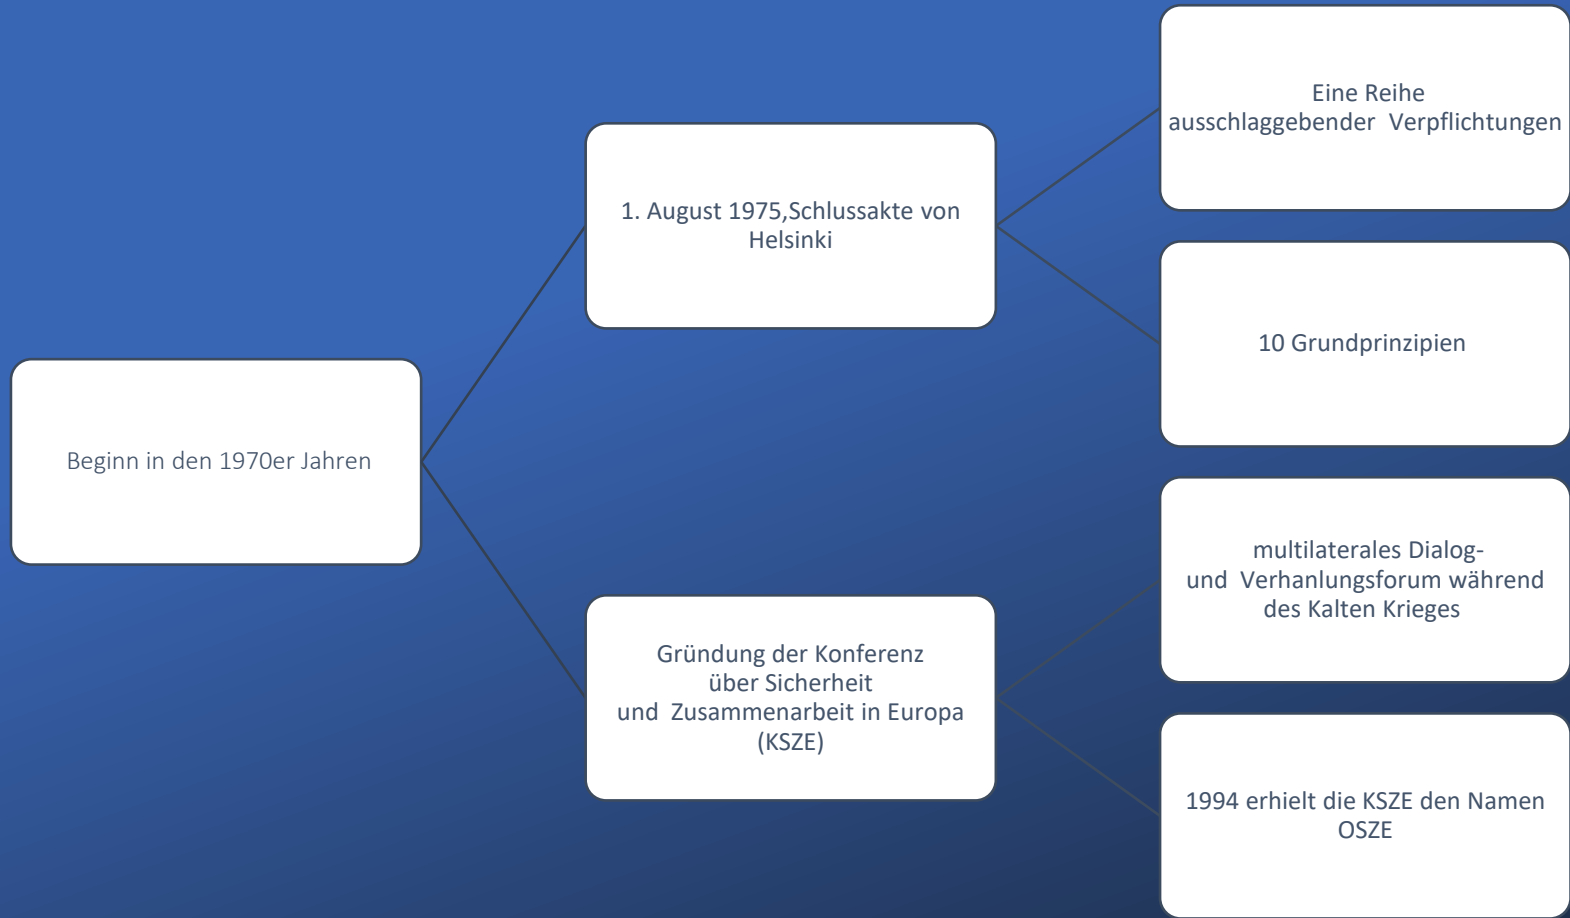 Beginn in den 1970er Jahren
1. August 1975,Schlussakte von
Helsinki
Gründung der Konferenz
über Sicherheit
und  Zusammenarbeit in Europa
(KSZE)
Eine Reihe
ausschlaggebender  Verpflichtungen
10 Grundprinzipien
multilaterales Dialog-
und  Verhanlungsforum während
des Kalten Krieges
1994 erhielt die KSZE den Namen
OSZE